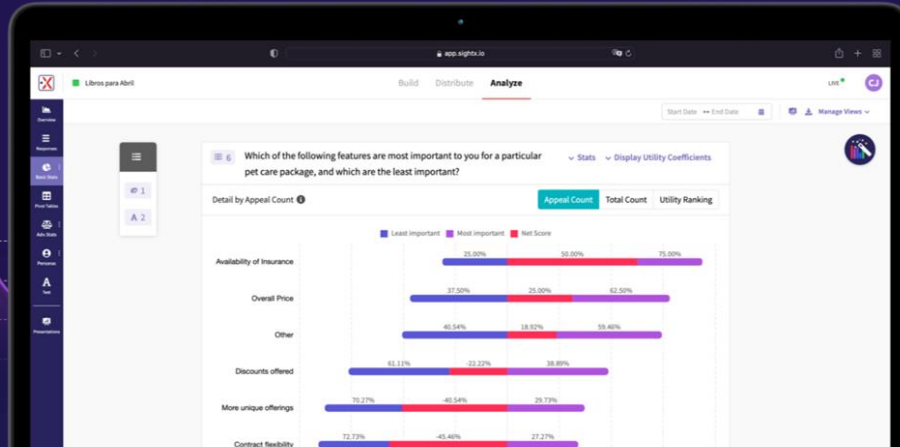 app.sightx.io
Libros para Abril
Build Distribute Analyze
LIVE
CJ
Start Date End Date
Manage Views
Overview
Responses
Basic Stats
Pivot Tables
Adv. Stats
Personas
Text
Presentations
1
A 2
6 Which of the following features are most important to you for a particular
pet care package, and which are the least important?
Stats Display Utility Coefficients
Detail by Appeal Count
Appeal Count Total Count Utility Ranking
Least important Most important Net Score
Availability of Insurance 25.00% 50.00% 75.00%
Overall Price 37.50% 25.00% 62.50%
Other 40.54% 18.92% 59.46%
Discounts offered 61.11% -22.22% 38.89%
More unique offerings 70.27% -40.54% 29.73%
Contract flexibility 72.73% -45.46% 27.27%